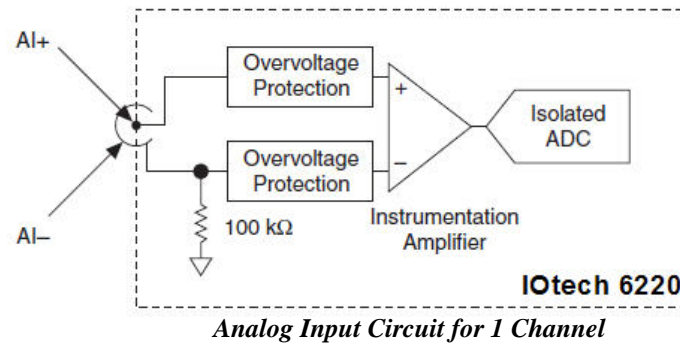 AI+
Overvoltage
Protection
+
Isolated
ADC
Overvoltage
Protection
–
AI–
100 kΩ
Instrumentation
Amplifier
IOtech 6220
Analog Input Circuit for 1 Channel